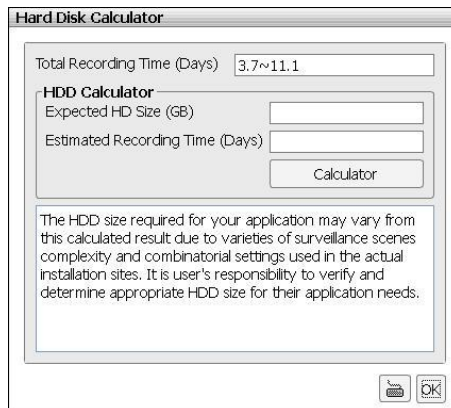 Hard Disk Calculator
Total Recording Time (Days) 3.7~11.1
HDD Calculator
Expected HD Size (GB)
Estimated Recording Time (Days)
Calculator
The HDD size required for your application may vary from
this calculated result due to varieties of surveillance scenes
complexity and combinatorial settings used in the actual
installation sites. It is user's responsibility to verify and
determine appropriate HDD size for their application needs.
OK